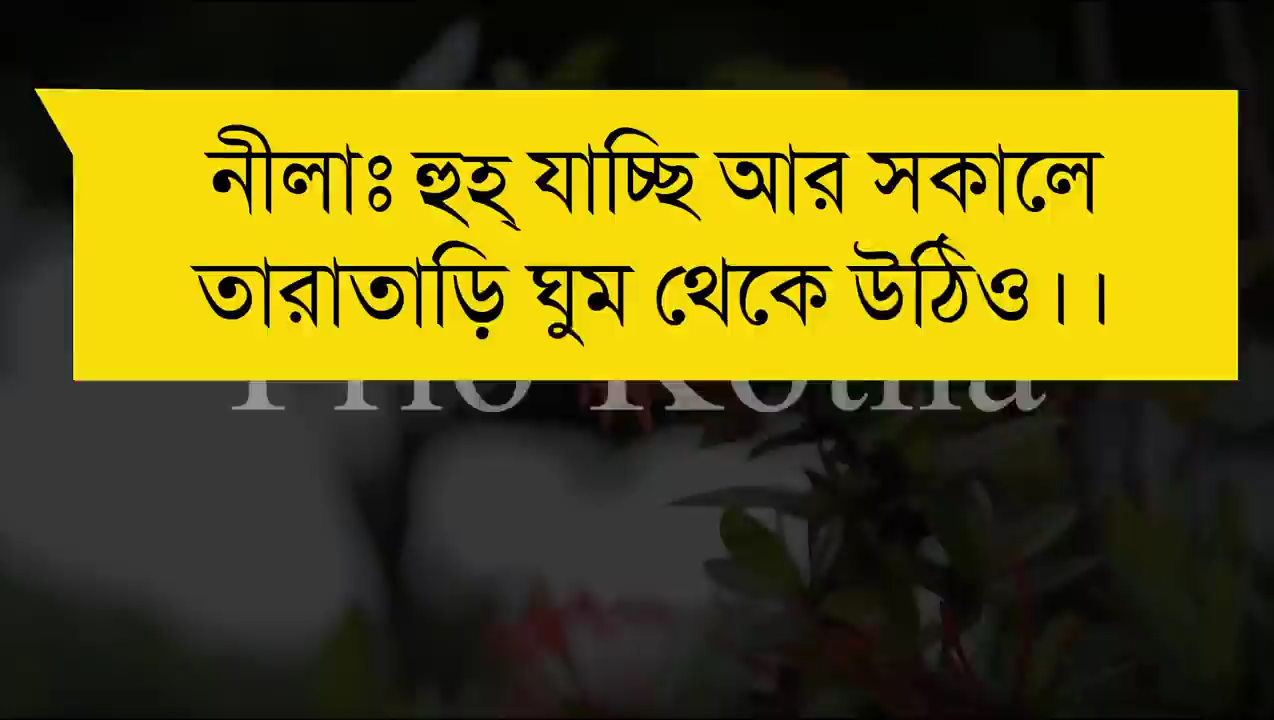 নীলাঃ হুহ্ যাচ্ছি আর সকালে
তারাতাড়ি ঘুম থেকে উঠিও।।